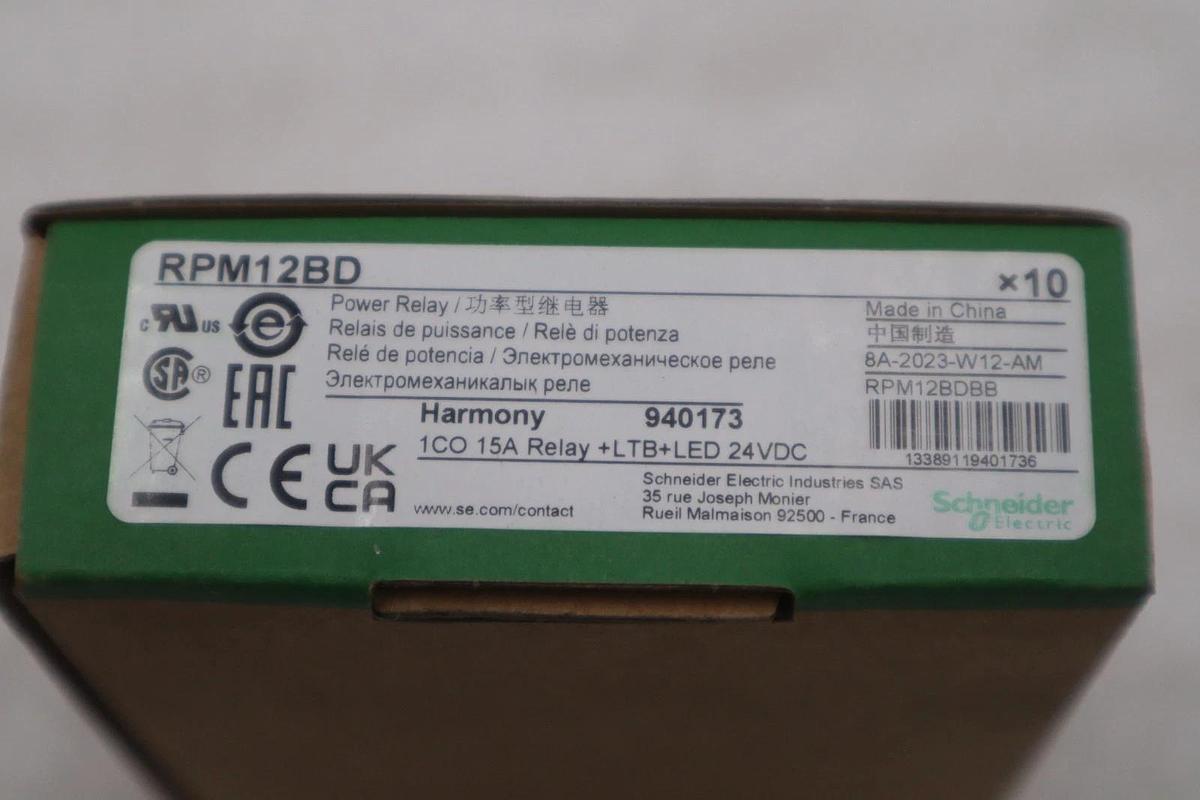 RPM12BD
×10
c RU US
Power Relay / 功率型继电器
Relais de puissance / Relè di potenza
Relé de potencia / Электромеханическое реле
Электромеханикалық реле
Made in China
中国制造
8A-2023-W12-AM
RPM12BDBB
13389119401736
e
SA®
EAC
CE
UK
CA
Harmony 940173
1CO 15A Relay +LTB+LED 24VDC
www.se.com/contact
Schneider Electric Industries SAS
35 rue Joseph Monier
Rueil Malmaison 92500 - France
Schneider
Electric